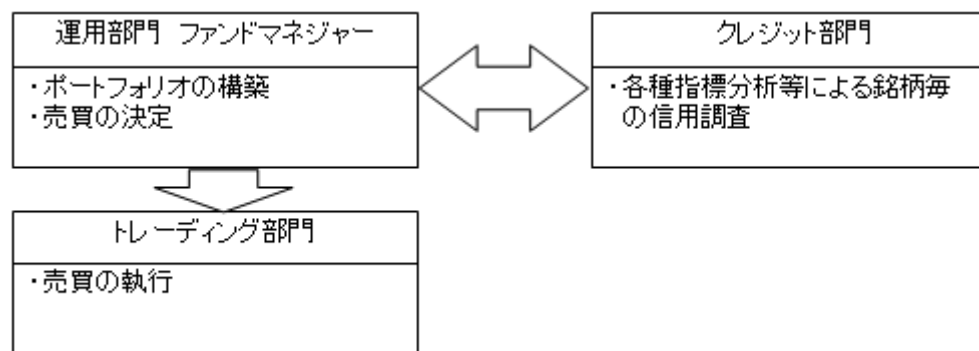 運用部門 ファンドマネジャー
・ポートフォリオの構築
・売買の決定
クレジット部門
・各種指標分析等による銘柄毎
の信用調査
トレーディング部門
・売買の執行